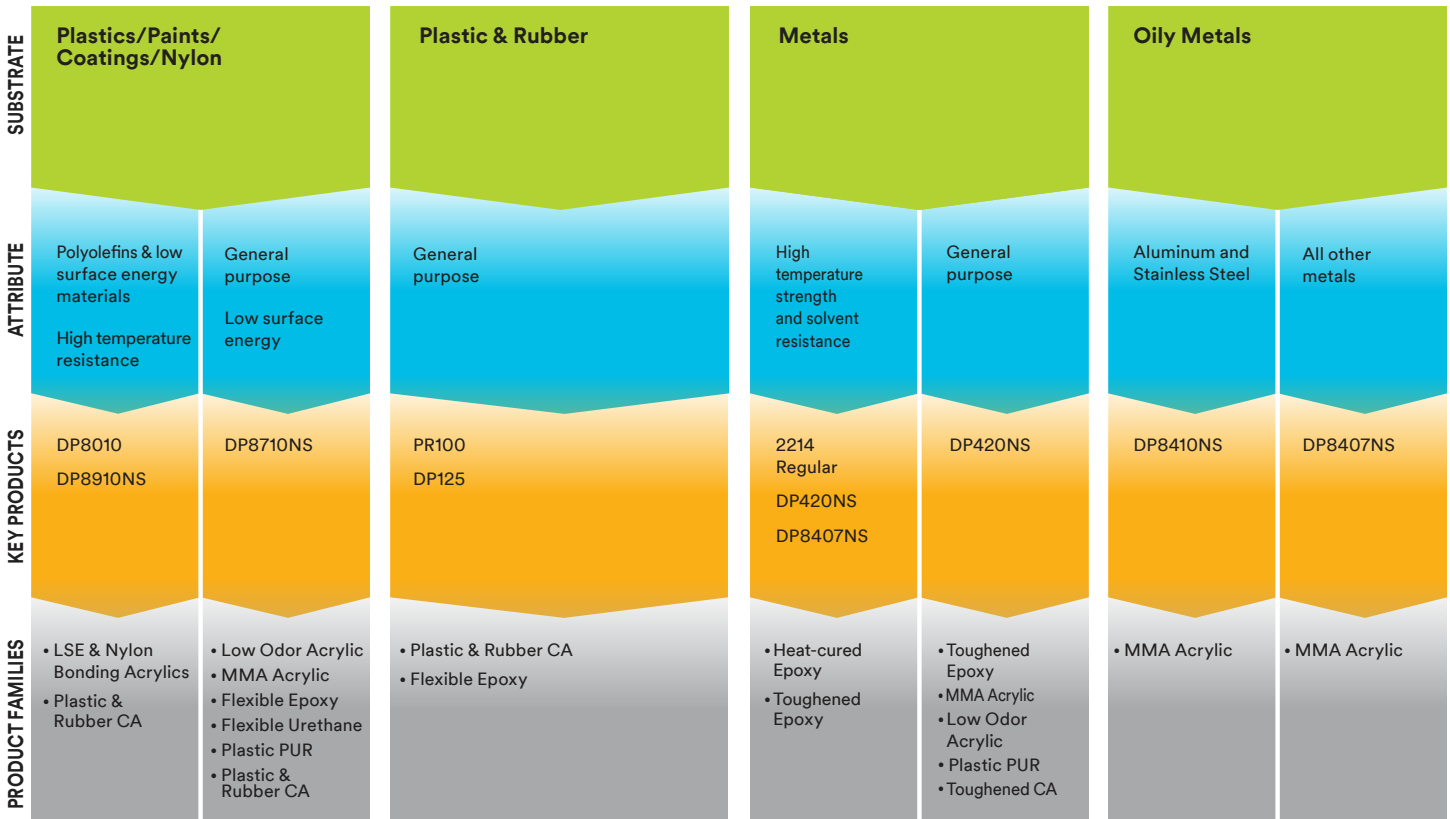 SUBSTRATE
Plastics/Paints/
Coatings/Nylon
Plastic & Rubber
Metals
Oily Metals
ATTRIBUTE
Polyolefins & low
surface energy
materials
High temperature
resistance
General
purpose
Low surface
energy
General
purpose
High
temperature
strength
and solvent
resistance
General
purpose
Aluminum and
Stainless Steel
All other
metals
KEY PRODUCTS
DP8010
DP8910NS
DP8710NS
PR100
DP125
2214
Regular
DP420NS
DP8407NS
DP420NS
DP8410NS
DP8407NS
PRODUCT FAMILIES
• LSE & Nylon
Bonding Acrylics
• Plastic &
Rubber CA
• Low Odor Acrylic
• MMA Acrylic
• Flexible Epoxy
• Flexible Urethane
• Plastic PUR
• Plastic &
Rubber CA
• Plastic & Rubber CA
• Flexible Epoxy
• Heat-cured
Epoxy
• Toughened
Epoxy
• Toughened
Epoxy
• MMA Acrylic
• Low Odor
Acrylic
• Plastic PUR
• Toughened CA
• MMA Acrylic
• MMA Acrylic